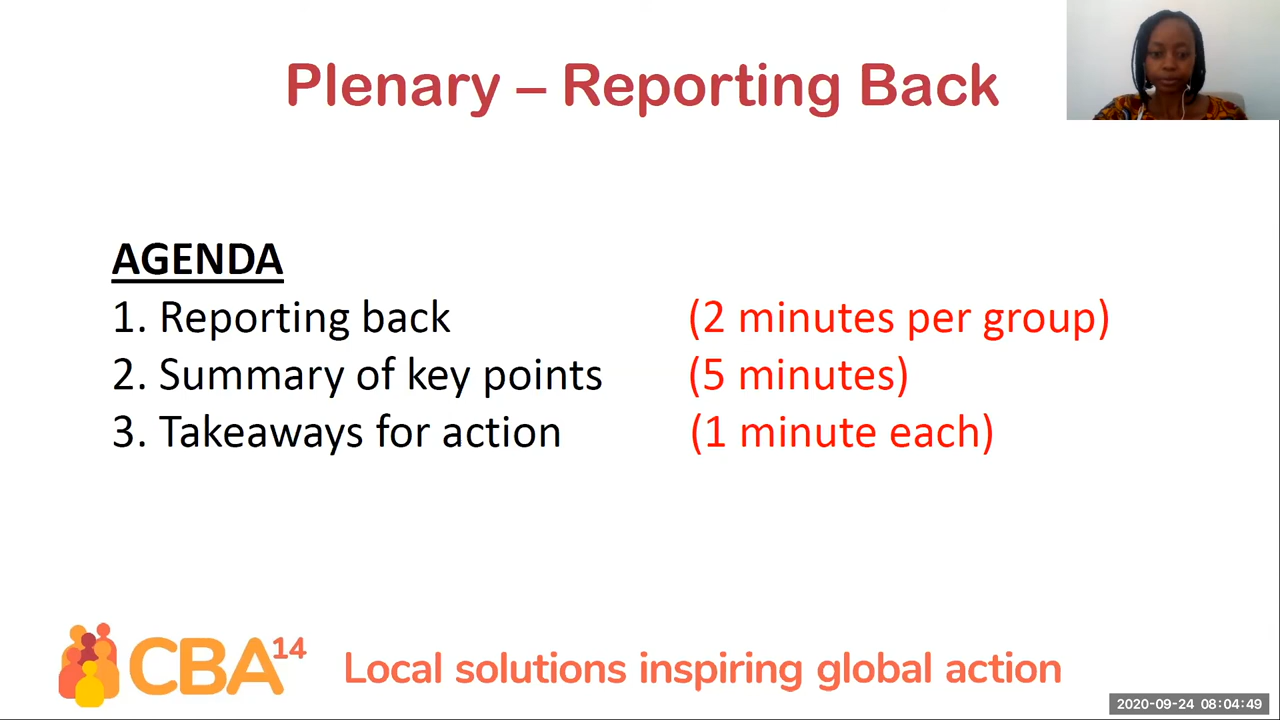 Plenary – Reporting Back
AGENDA
1. Reporting back (2 minutes per group)
2. Summary of key points (5 minutes)
3. Takeaways for action (1 minute each)
CBA14 Local solutions inspiring global action
2020-09-24 08:04:49